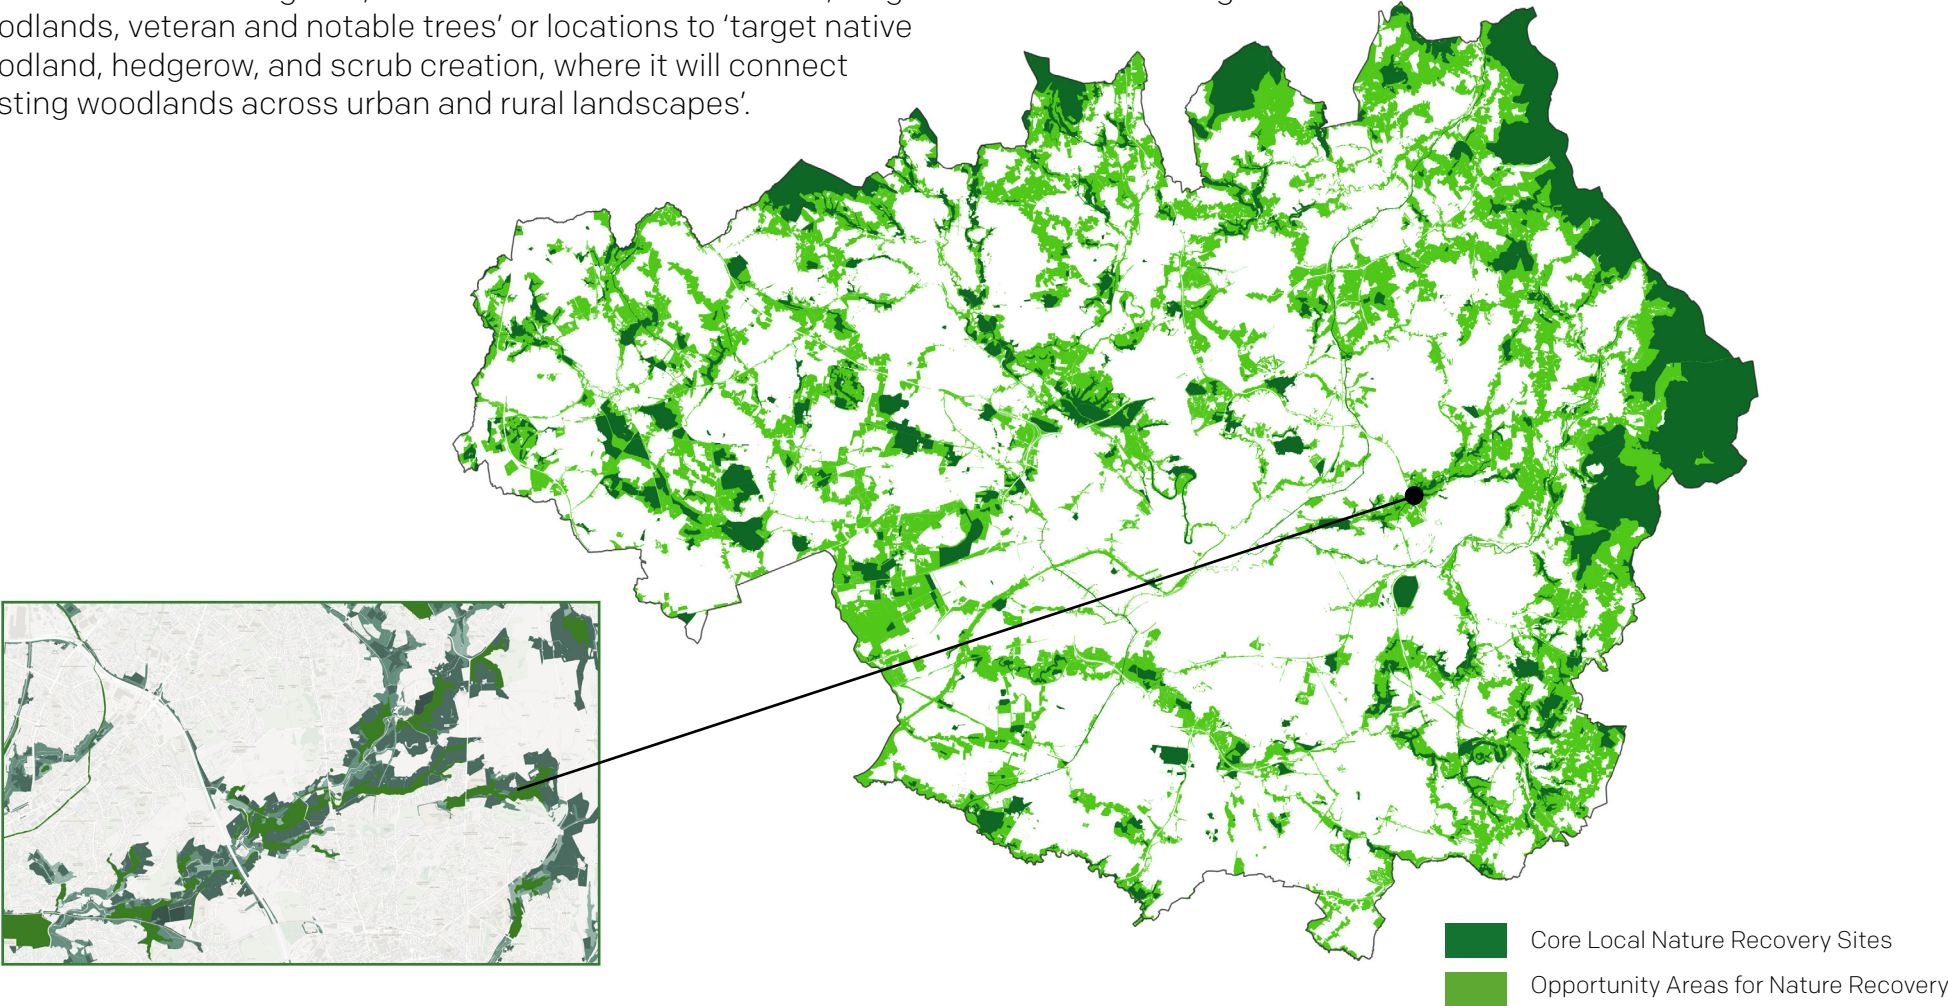 odlands, veteran and notable trees’ or locations to ‘target native
odland, hedgerow, and scrub creation, where it will connect
sting woodlands across urban and rural landscapes’.
Core Local Nature Recovery Sites
Opportunity Areas for Nature Recovery